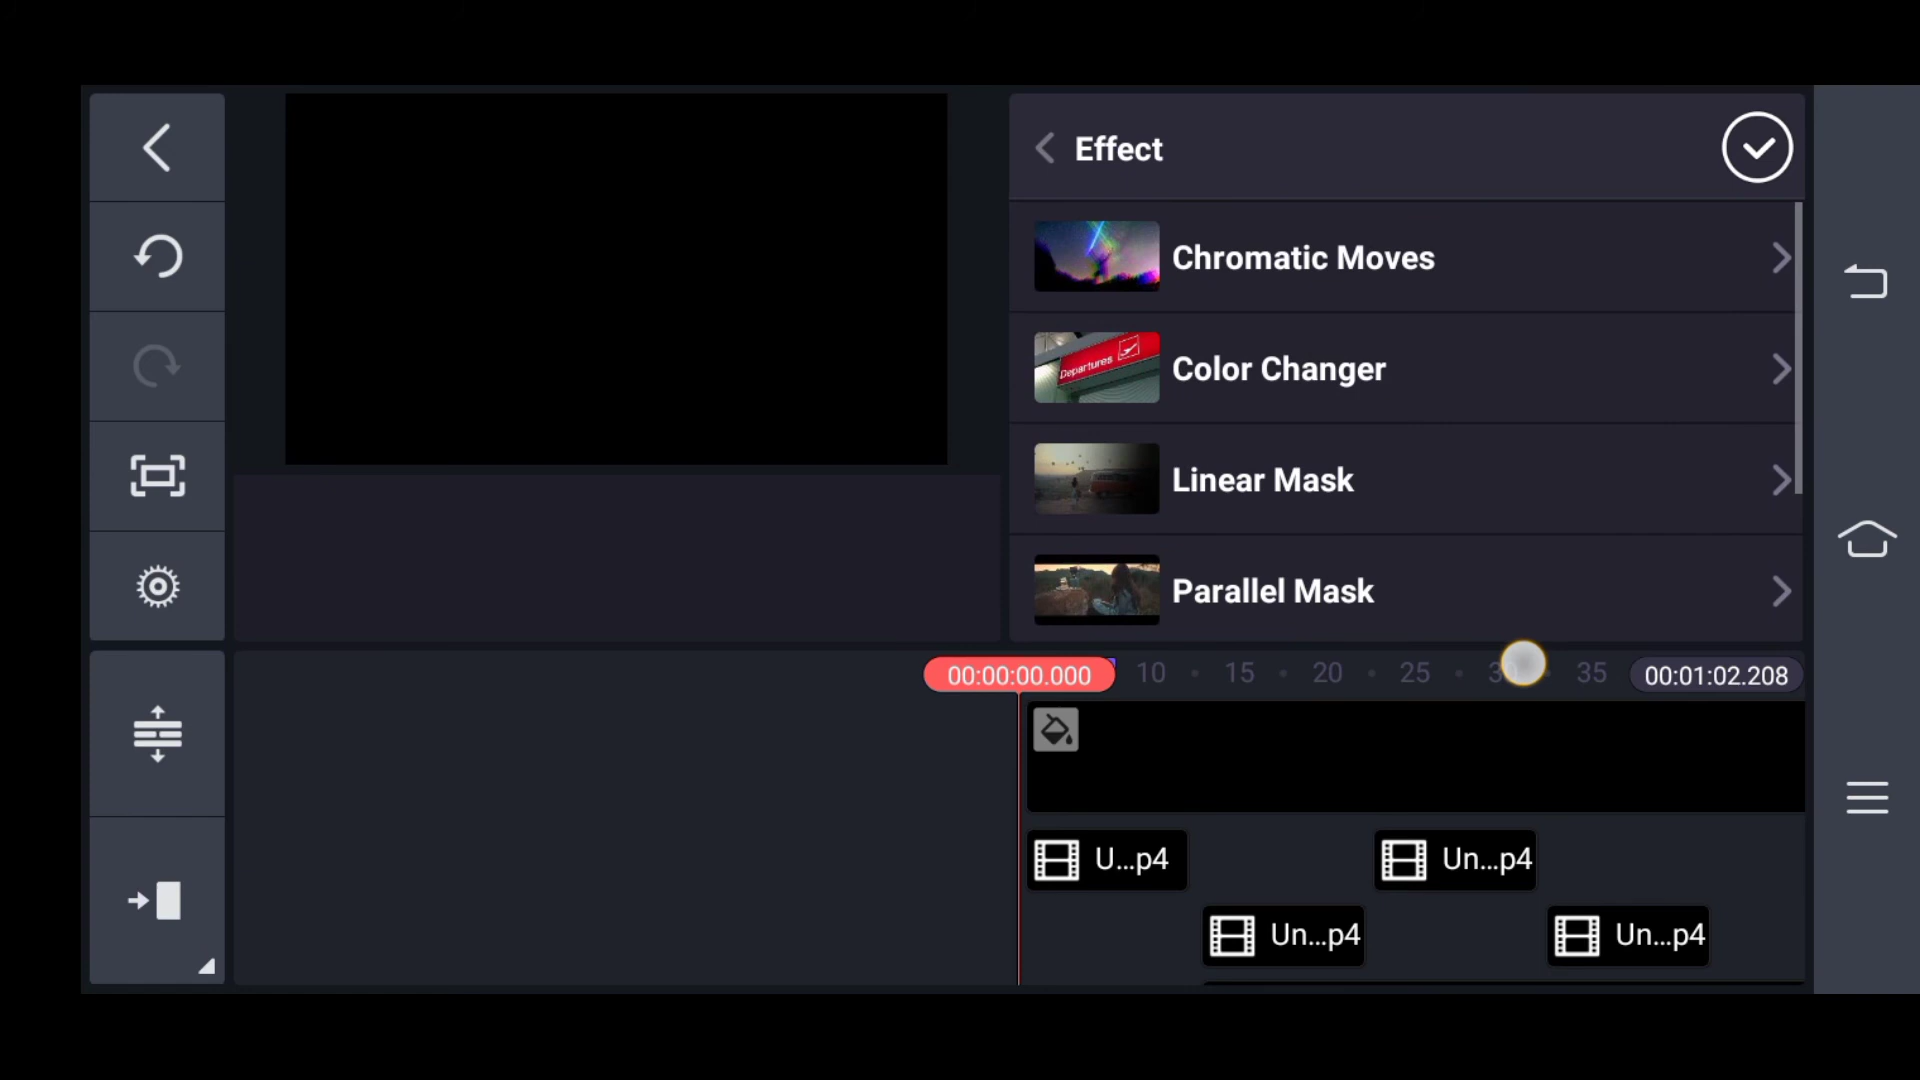 Effect
Chromatic Moves
Departures
Color Changer
Linear Mask
Parallel Mask
00:00:00.000 10 15 20 25 35 00:01:02.208
U...p4 Un...p4
Un...p4 Un...p4